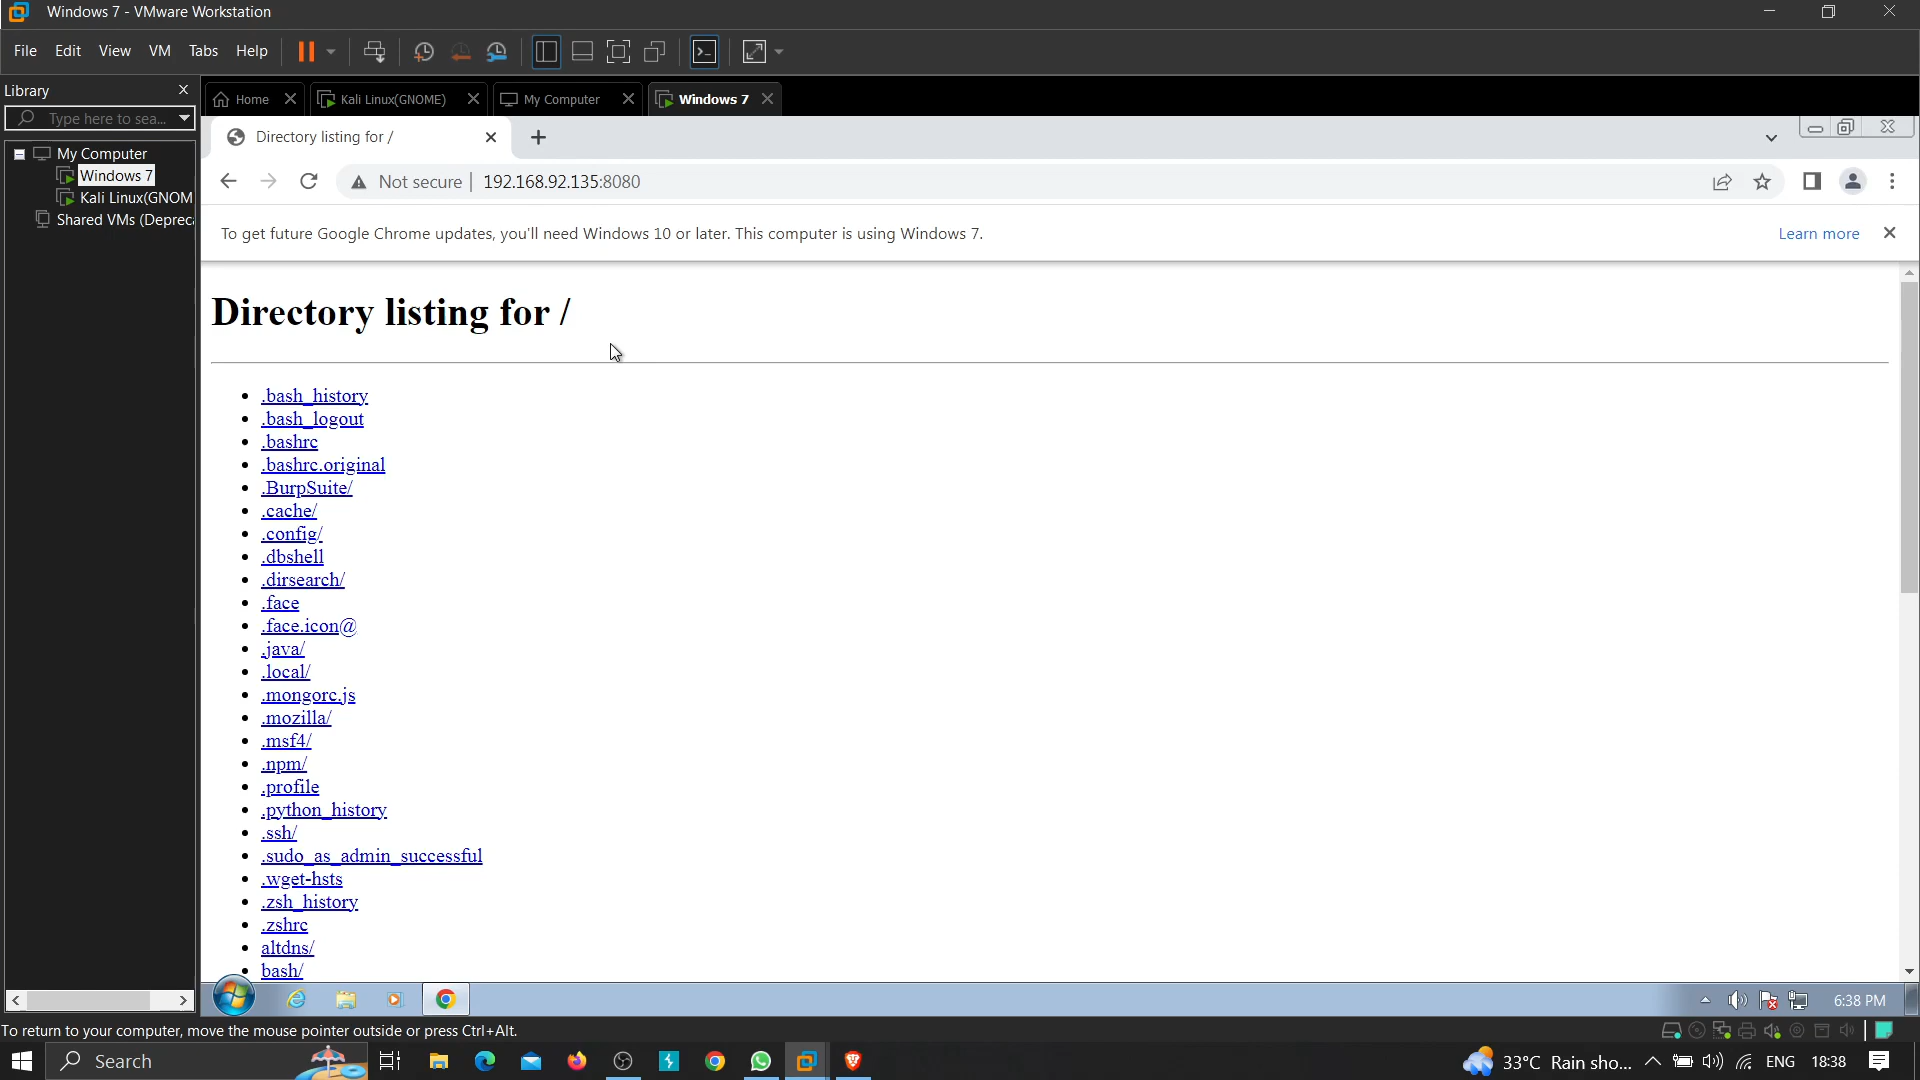 Windows 7 - VMware Workstation
File Edit View VM Tabs Help
Library
Type here to sea...
My Computer
Windows 7
Kali Linux(GNOM
Shared VMs (Depreca
Home Kali Linux(GNOME) My Computer Windows 7
Directory listing for /
Not secure 192.168.92.135:8080
To get future Google Chrome updates, you'll need Windows 10 or later. This computer is using Windows 7. Learn more
Directory listing for /
.bash_history
.bash_logout
.bashrc
.bashrc.original
.BurpSuite/
.cache/
.config/
.dbshell
.dirsearch/
.face
.face.icon@
.java/
.local/
.mongorc.js
.mozilla/
.msf4/
.npm/
.profile
.python_history
.ssh/
.sudo_as_admin_successful
.wget-hsts
.zsh_history
.zshrc
altdns/
bash/
6:38 PM
To return to your computer, move the mouse pointer outside or press Ctrl+Alt.
Search 33°C Rain sho... ENG 18:38